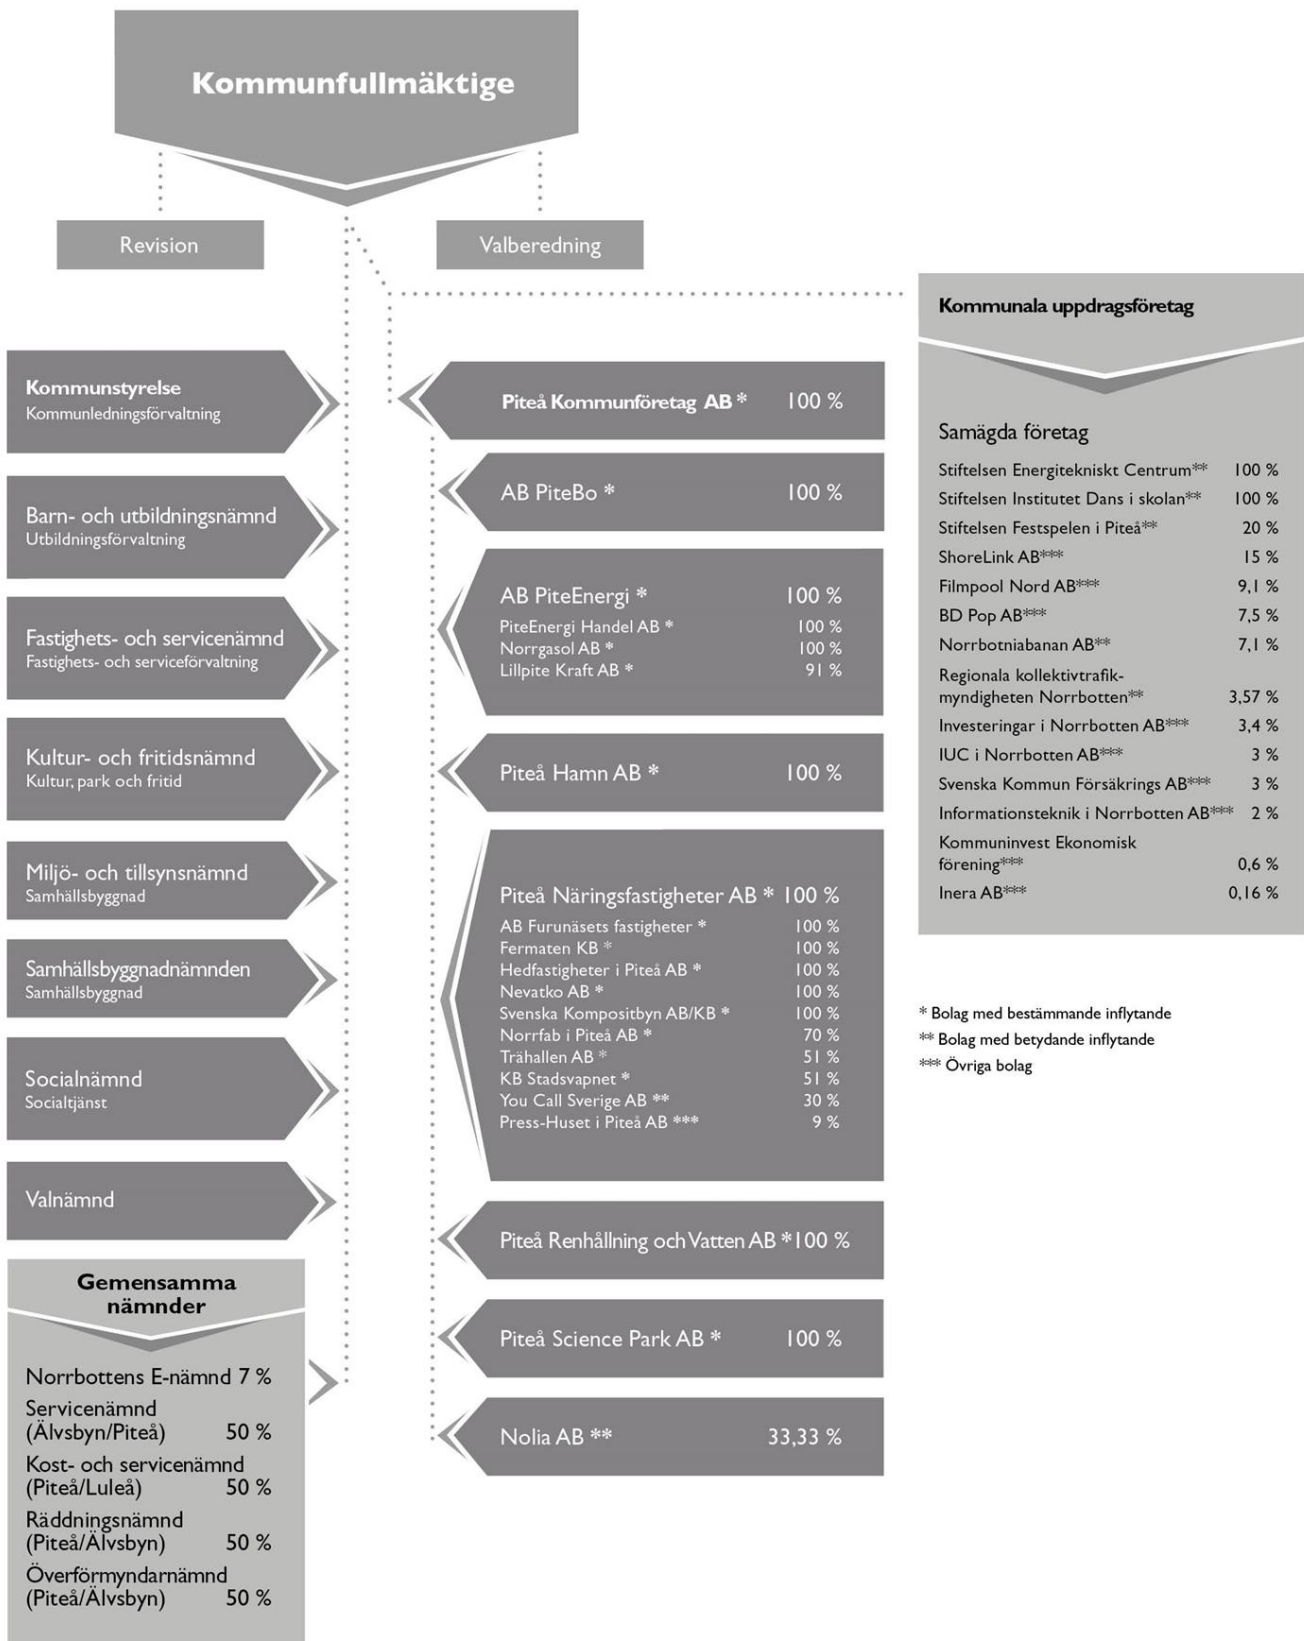 Kommunfullmäktige
Revision
Valberedning
Kommunstyrelse
Kommunledningsförvaltning
Barn- och utbildningsnämnd
Utbildningsförvaltning
Fastighets- och servicenämnd
Fastighets- och serviceförvaltning
Kultur- och fritidsnämnd
Kultur, park och fritid
Miljö- och tillsynsnämnd
Samhällsbyggnad
Samhällsbyggnadnämnden
Samhällsbyggnad
Socialnämnd
Socialtjänst
Valnämnd
Gemensamma
nämnder
Norrbottens E-nämnd 7 %
Servicenämnd
(Älvsbyn/Piteå) 50 %
Kost- och servicenämnd
(Piteå/Luleå) 50 %
Räddningsnämnd
(Piteå/Älvsbyn) 50 %
Överförmyndarnämnd
(Piteå/Älvsbyn) 50 %
Piteå Kommunföretag AB * 100 %
AB PiteBo * 100 %
AB PiteEnergi * 100 %
PiteEnergi Handel AB * 100 %
Norrgasol AB * 100 %
Lillpite Kraft AB * 91 %
Piteå Hamn AB * 100 %
Piteå Näringsfastigheter AB * 100 %
AB Furunäsets fastigheter * 100 %
Fermaten KB * 100 %
Hedfastigheter i Piteå AB * 100 %
Nevatko AB * 100 %
Svenska Kompositbyn AB/KB * 100 %
Norrfab i Piteå AB * 70 %
Trähallen AB * 51 %
KB Stadsvapnet * 51 %
You Call Sverige AB ** 30 %
Press-Huset i Piteå AB *** 9 %
Piteå Renhållning och Vatten AB *100 %
Piteå Science Park AB * 100 %
Nolia AB ** 33,33 %
Kommunala uppdragsföretag
Samägda företag
Stiftelsen Energitekniskt Centrum** 100 %
Stiftelsen Institutet Dans i skolan** 100 %
Stiftelsen Festspelen i Piteå** 20 %
ShoreLink AB*** 15 %
Filmpool Nord AB*** 9,1 %
BD Pop AB*** 7,5 %
Norrbotniabanan AB** 7,1 %
Regionala kollektivtrafik-
myndigheten Norrbotten** 3,57 %
Investeringar i Norrbotten AB*** 3,4 %
IUC i Norrbotten AB*** 3 %
Svenska Kommun Försäkrings AB*** 3 %
Informationsteknik i Norrbotten AB*** 2 %
Kommuninvest Ekonomisk
förening*** 0,6 %
Inera AB*** 0,16 %
* Bolag med bestämmande inflytande
** Bolag med betydande inflytande
*** Övriga bolag